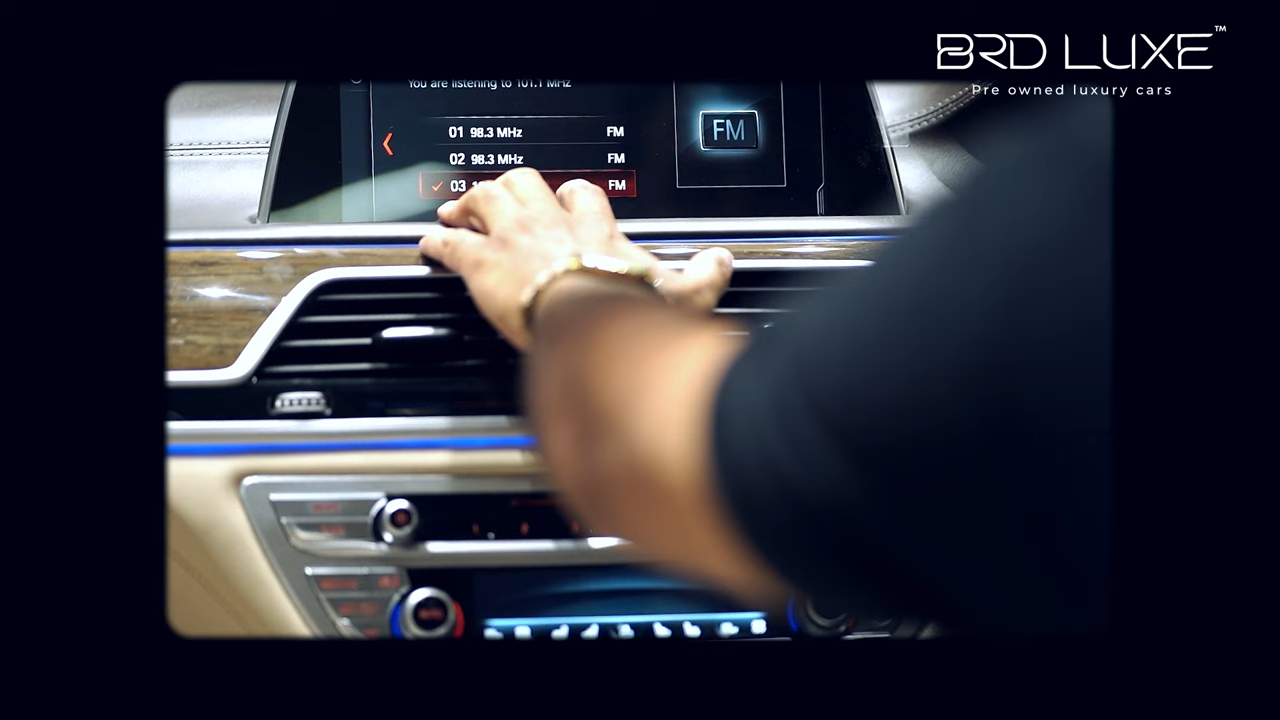 BRD LUXE™
Pre owned luxury cars
You are listening to 101.1 MHz
01 98.3 MHz FM
02 98.3 MHz FM
03 FM
FM